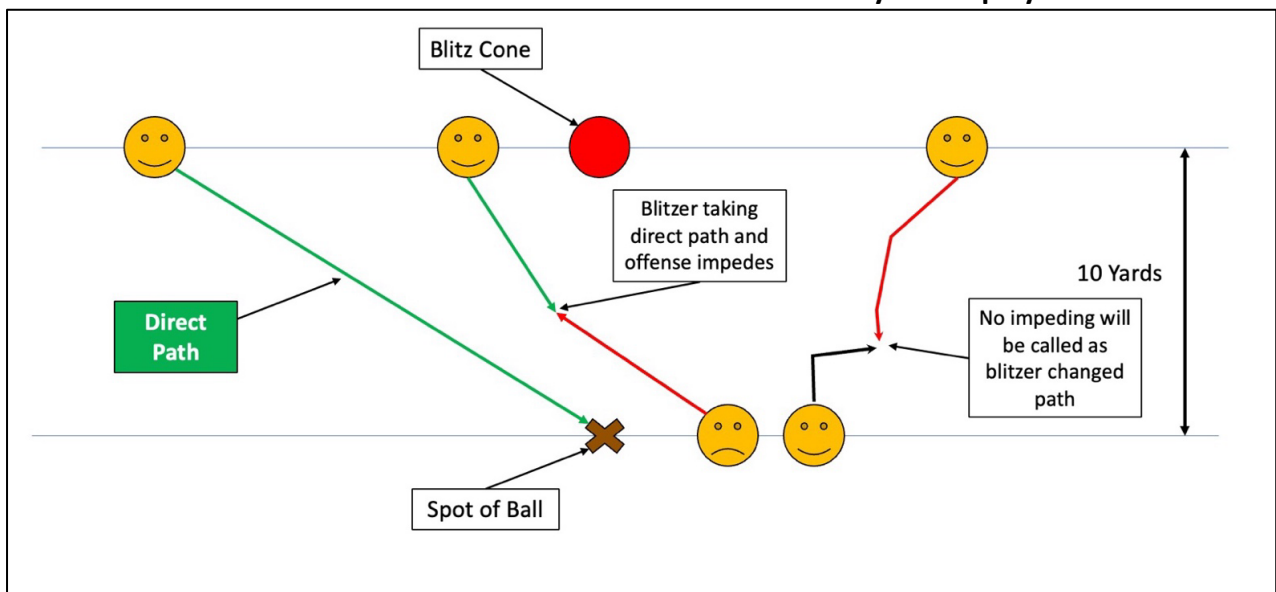 Blitz Cone
Blitzer taking
direct path and
offense impedes
10 Yards
Direct
Path
No impeding will
be called as
blitzer changed
path
Spot of Ball